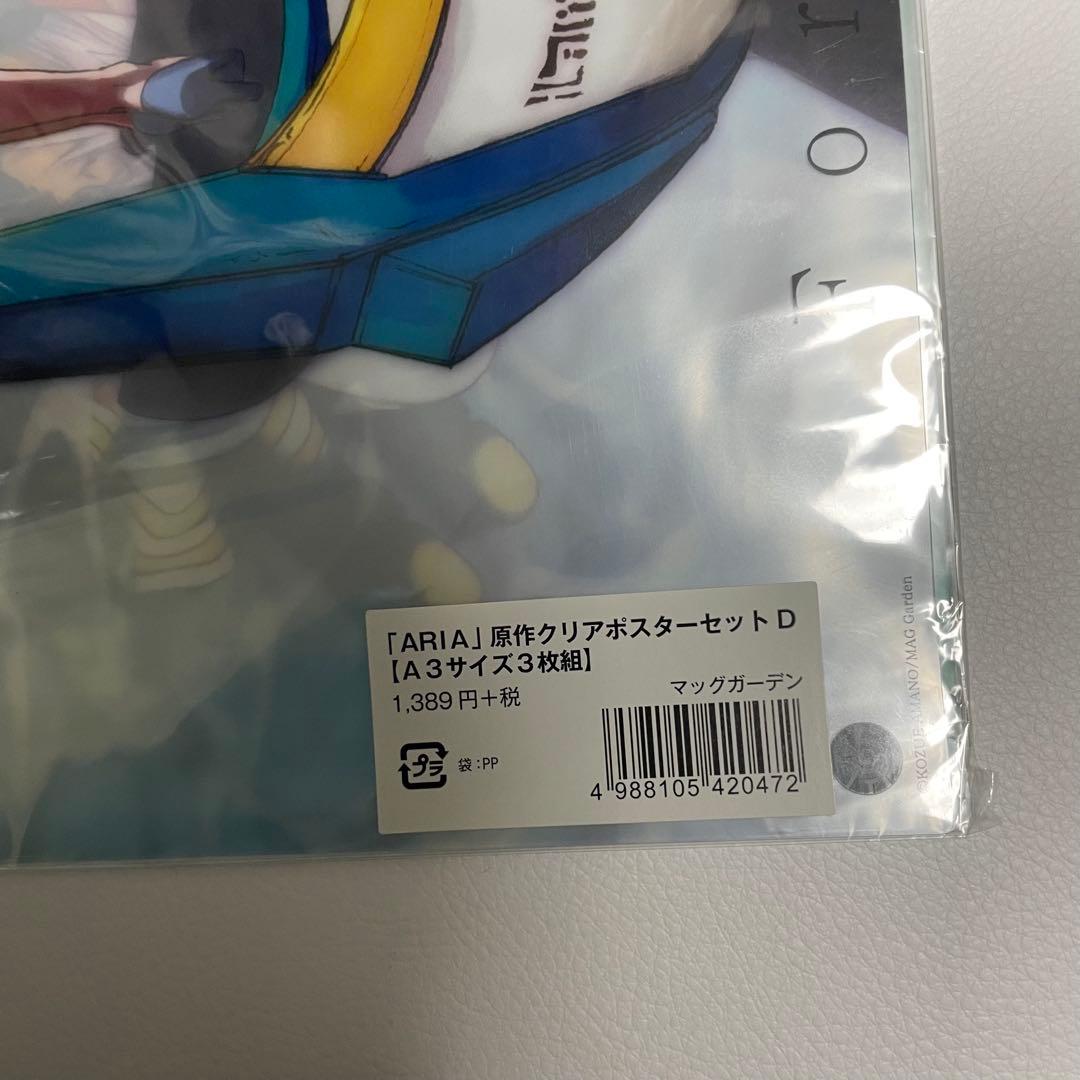 「ARIA」原作クリアポスターセット D
【A3サイズ3枚組】
1,389円+税
マッグガーデン
プラ
袋:PP
4 988105 420472
©KOZUE AMANO/MAG Garden